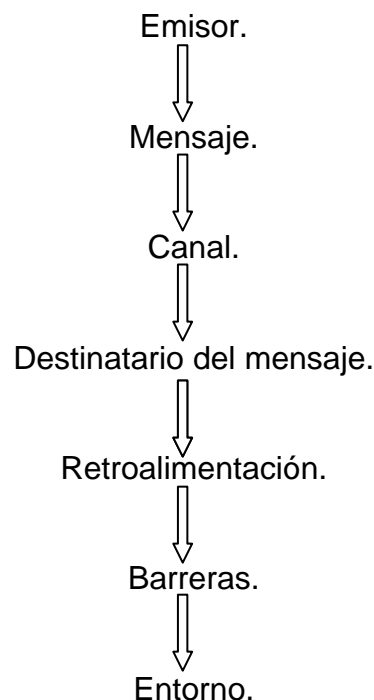 Emisor.
Mensaje.
Canal.
Destinatario del mensaje.
Retroalimentación.
Barreras.
Entorno.